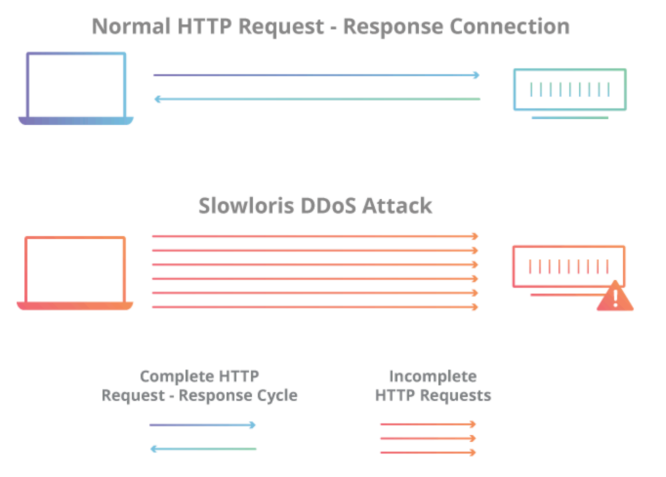 Normal HTTP Request - Response Connection
Slowloris DDoS Attack
Complete HTTP
Request - Response Cycle
Incomplete
HTTP Requests